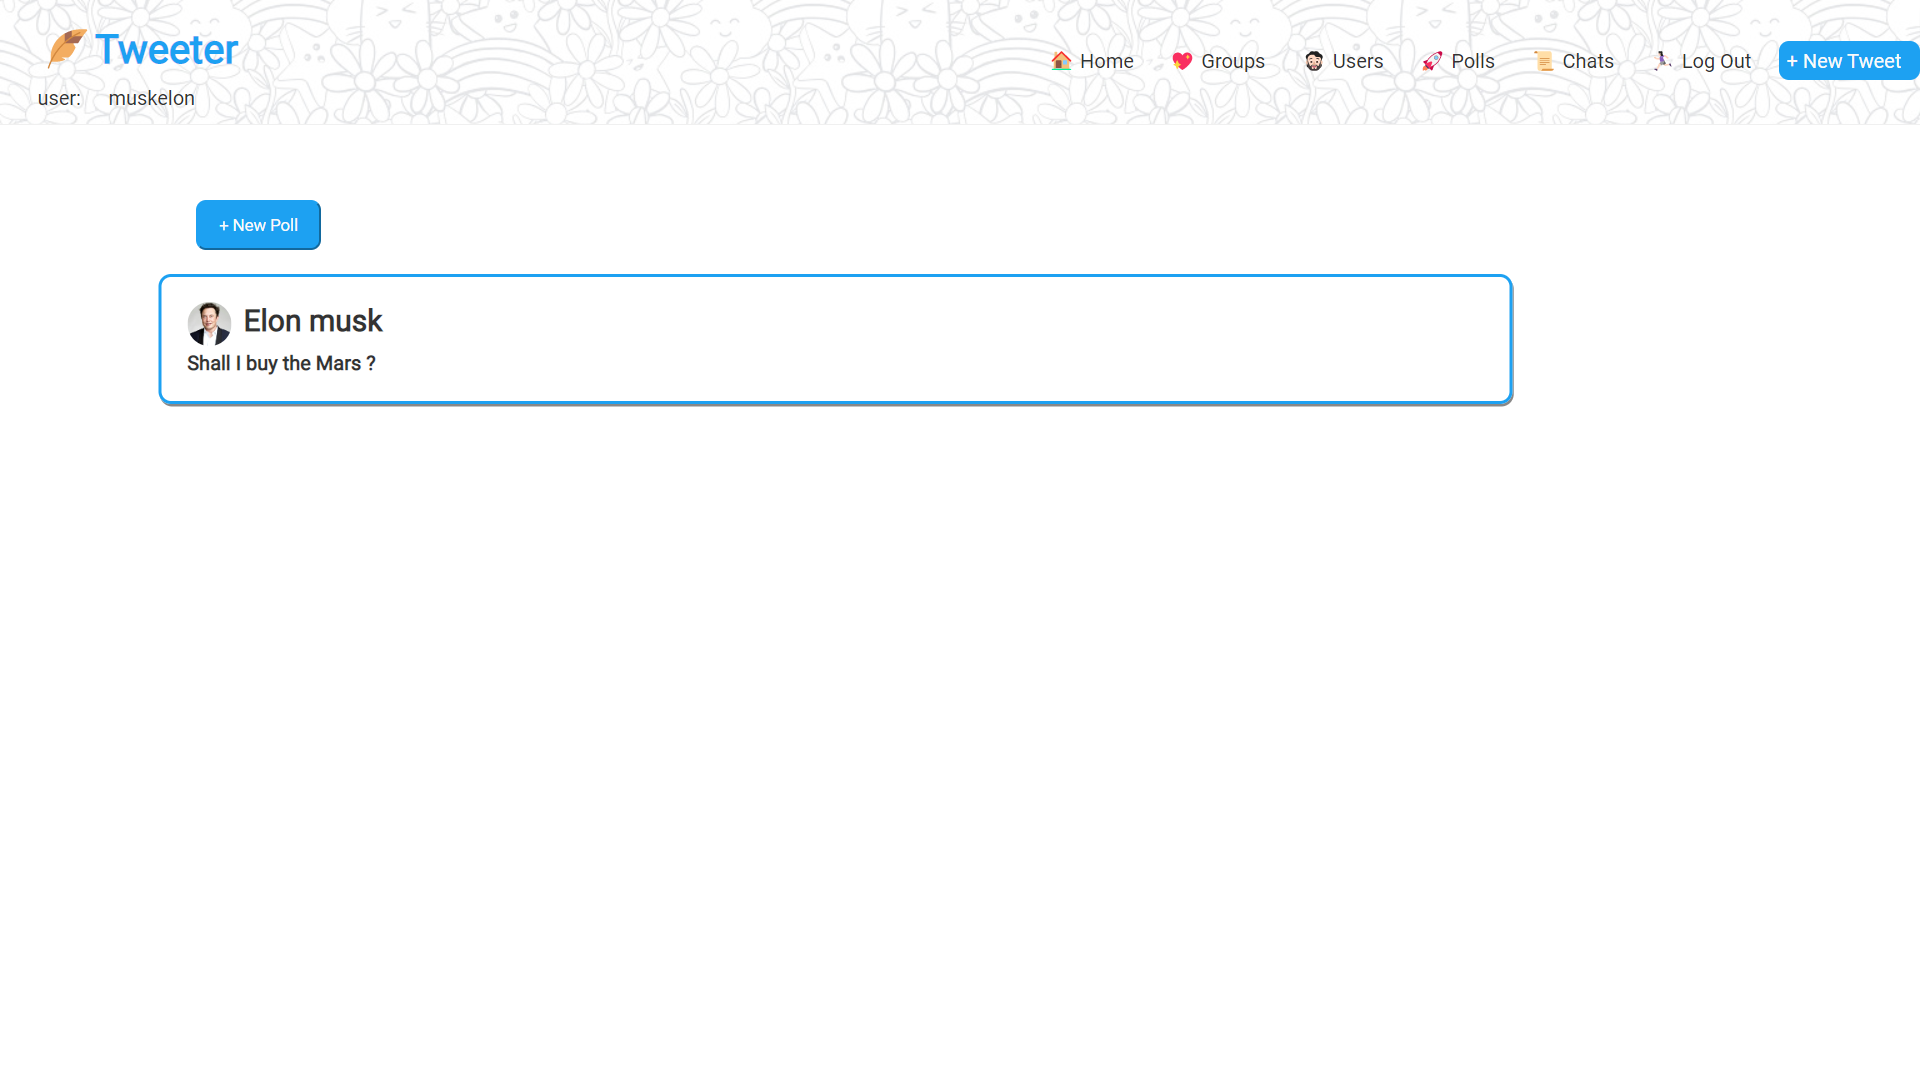 Tweeter
user: muskelon
Home Groups Users Polls Chats Log Out + New Tweet
+ New Poll
Elon musk
Shall I buy the Mars ?